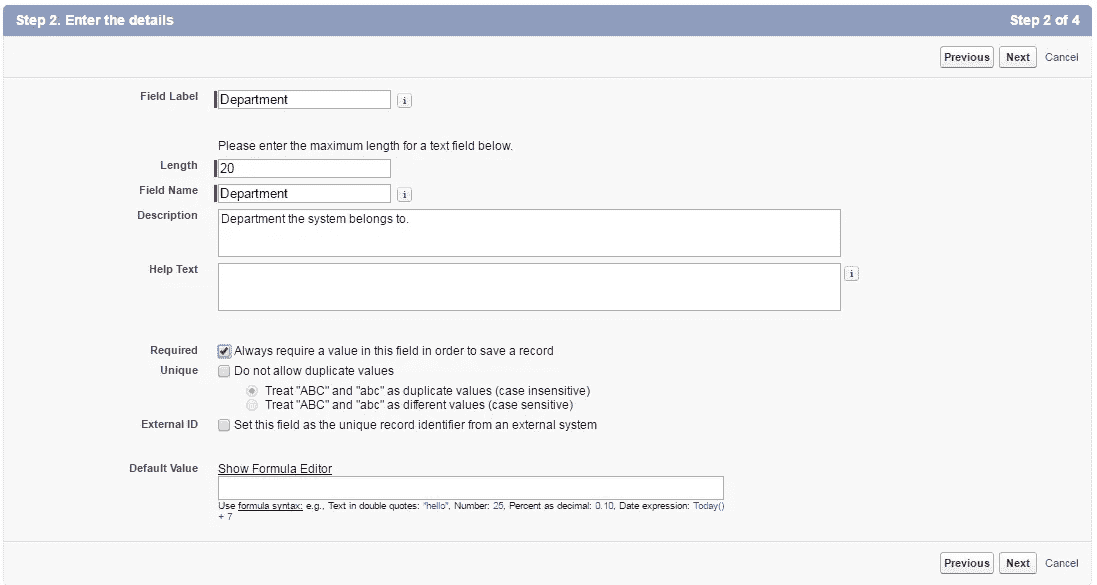 Step 2. Enter the details Step 2 of 4
Previous Next Cancel
Field Label Department i
Please enter the maximum length for a text field below.
Length 20
Field Name Department i
Description Department the system belongs to.
Help Text i
Required Always require a value in this field in order to save a record
Unique Do not allow duplicate values
Treat "ABC" and "abc" as duplicate values (case insensitive)
Treat "ABC" and "abc" as different values (case sensitive)
External ID Set this field as the unique record identifier from an external system
Default Value Show Formula Editor
Use formula syntax: e.g., Text in double quotes: "hello", Number: 25, Percent as decimal: 0.10, Date expression: Today()
+ 7
Previous Next Cancel